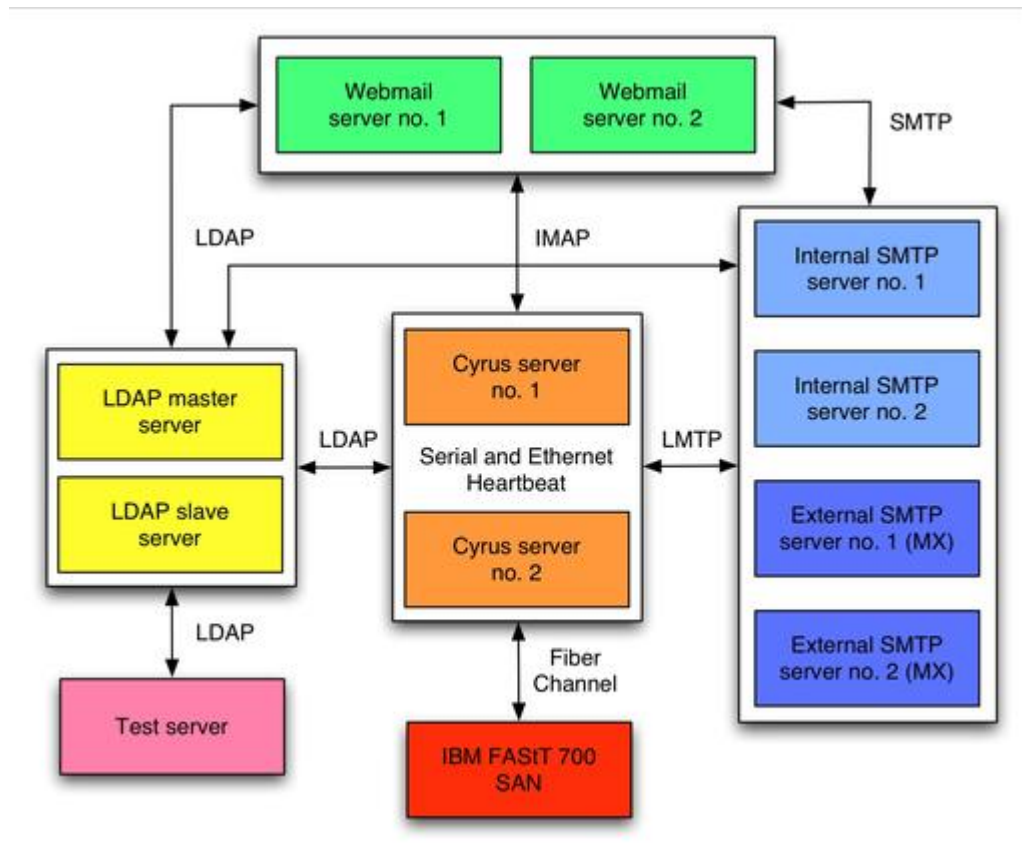 Webmail
server no. 1
Webmail
server no. 2
SMTP
LDAP
IMAP
Internal SMTP
server no. 1
Internal SMTP
server no. 2
External SMTP
server no. 1 (MX)
External SMTP
server no. 2 (MX)
LDAP master
server
LDAP slave
server
LDAP
Cyrus server
no. 1
Serial and Ethernet
Heartbeat
Cyrus server
no. 2
LMTP
LDAP
Test server
Fiber
Channel
IBM FAStT 700
SAN